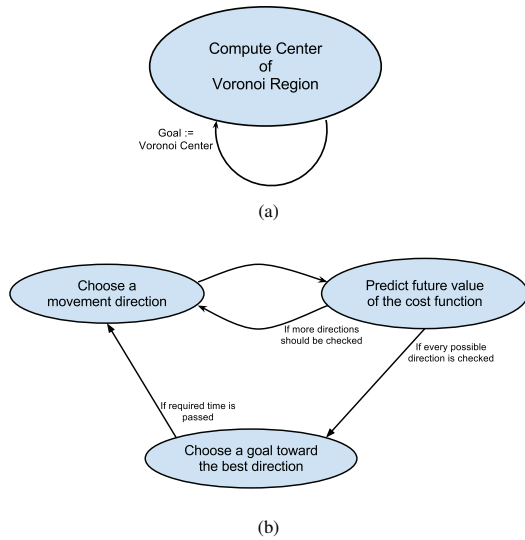 Compute Center
of
Voronoi Region
Goal :=
Voronoi Center
(a)
Choose a
movement direction
Predict future value
of the cost function
If more directions
should be checked
If every possible
direction is checked
If required time is
passed
Choose a goal toward
the best direction
(b)